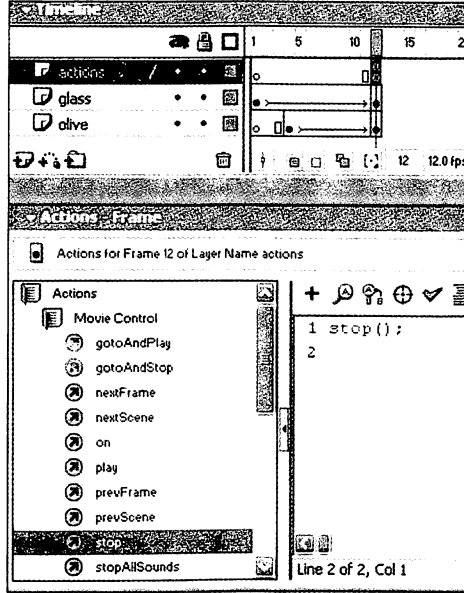 Timeline
1 5 10 15 2
actions
glass
olive
12 12.0 fps
Actions - Frame
Actions for Frame 12 of Layer Name actions
Actions
Movie Control
gotoAndPlay
gotoAndStop
nextFrame
nextScene
on
play
prevFrame
prevScene
stop
stopAllSounds
1 stop();
2
Line 2 of 2, Col 1